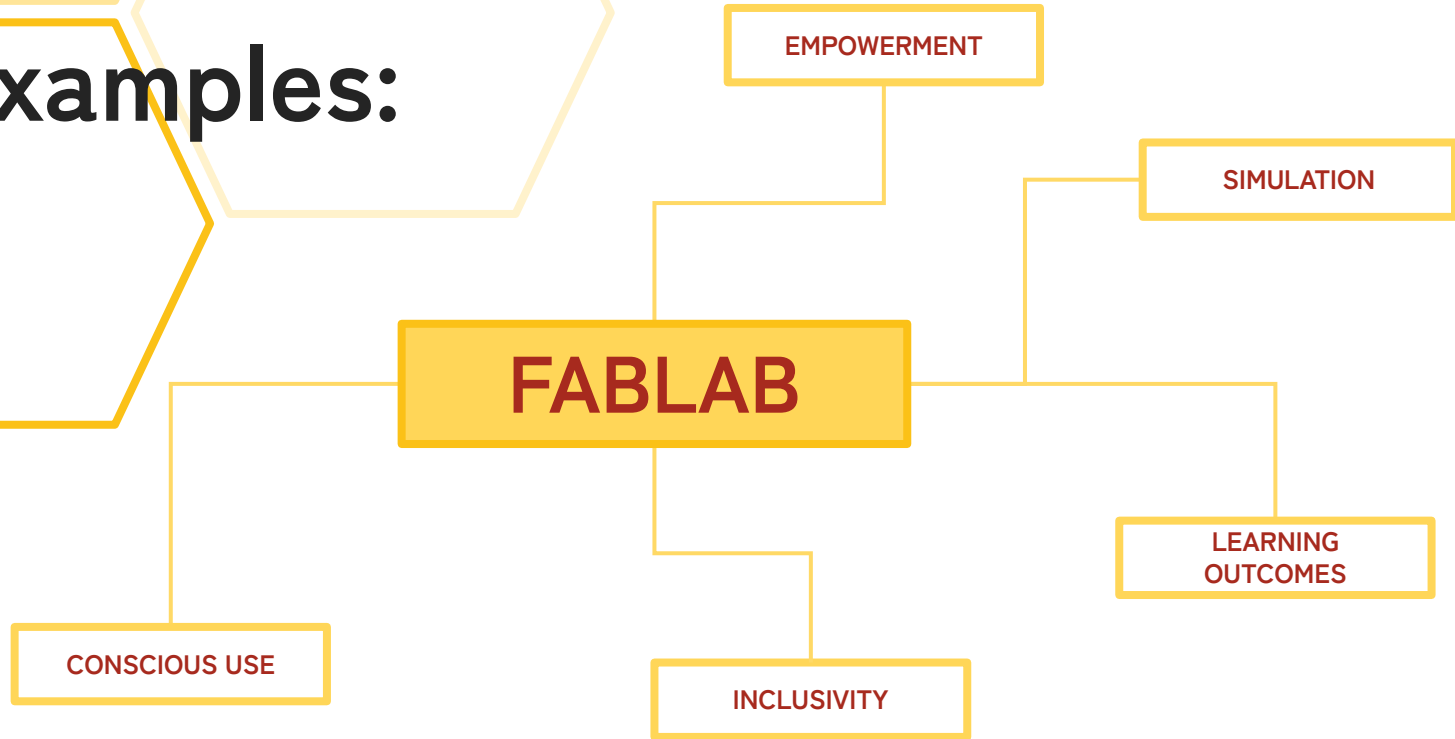 xamples:
EMPOWERMENT
SIMULATION
FABLAB
LEARNING
OUTCOMES
CONSCIOUS USE
INCLUSIVITY